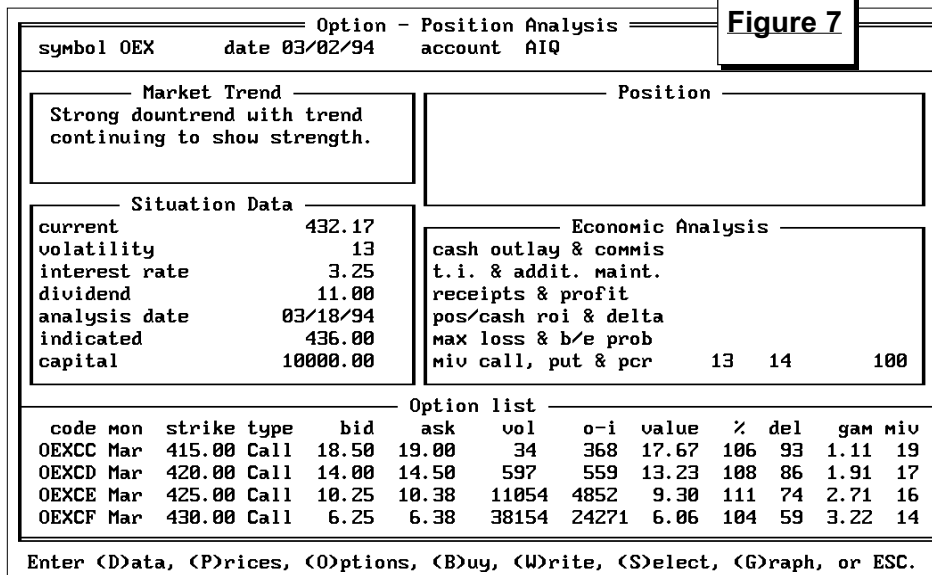 Figure 7
Option - Position Analysis
symbol OEX date 03/02/94 account AIQ
Market Trend
Strong downtrend with trend
continuing to show strength.
Position
Situation Data
current 432.17
volatility 13
interest rate 3.25
dividend 11.00
analysis date 03/18/94
indicated 436.00
capital 10000.00
Economic Analysis
cash outlay & commis
t.i. & addit. maint.
receipts & profit
pos/cash roi & delta
max loss & b/e prob
miv call, put & pcr 13 14 100
Option list
code mon strike type bid ask vol o-i value % del gam miv
OEXCC Mar 415.00 Call 18.50 19.00 34 368 17.67 106 93 1.11 19
OEXCD Mar 420.00 Call 14.00 14.50 597 559 13.23 108 86 1.91 17
OEXCE Mar 425.00 Call 10.25 10.38 11054 4852 9.30 111 74 2.71 16
OEXCF Mar 430.00 Call 6.25 6.38 38154 24271 6.06 104 59 3.22 14
Enter (D)ata, (P)rices, (O)ptions, (B)uy, (W)rite, (S)elect, (G)raph, or ESC.